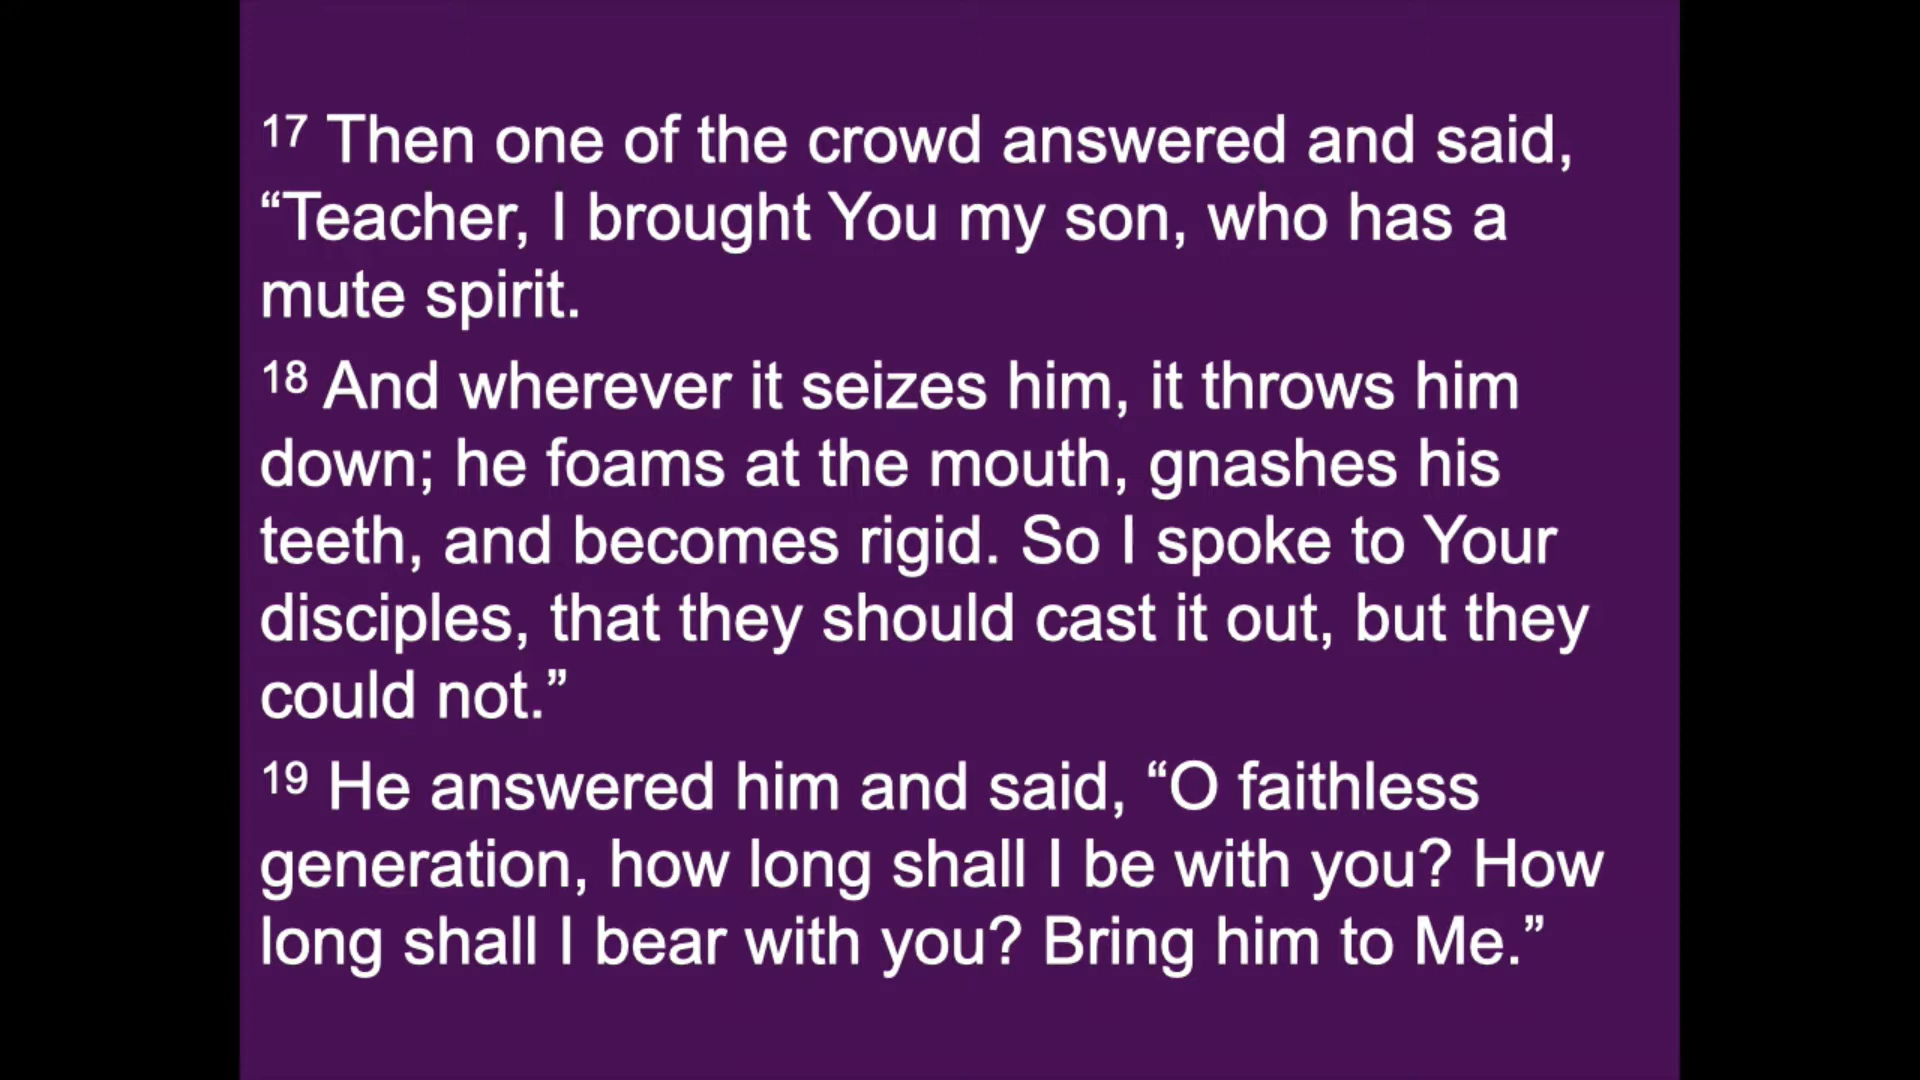 17 Then one of the crowd answered and said,
“Teacher, I brought You my son, who has a
mute spirit.
18 And wherever it seizes him, it throws him
down; he foams at the mouth, gnashes his
teeth, and becomes rigid. So I spoke to Your
disciples, that they should cast it out, but they
could not.”
19 He answered him and said, “O faithless
generation, how long shall I be with you? How
long shall I bear with you? Bring him to Me.”